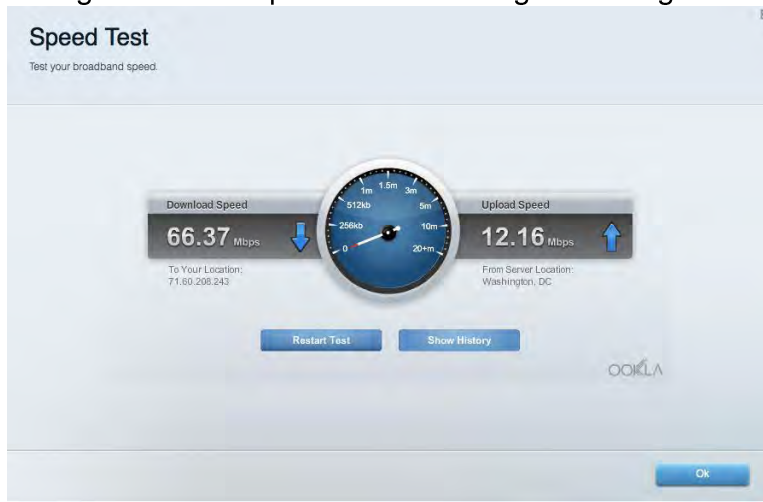 Speed Test
Test your broadband speed.
Download Speed
66.37 Mbps
To Your Location:
71.60.208.243
1m 1.5m 3m
512kb 5m
256kb 10m
0 20+m
Upload Speed
12.16 Mbps
From Server Location:
Washington, DC
Restart Test Show History
OOKLA
Ok